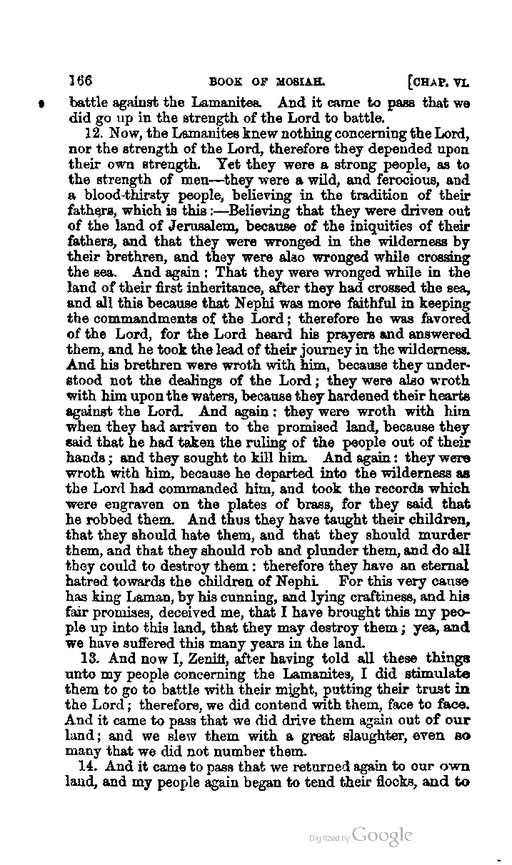 166 BOOK OF MOSIAH. [CHAP. VI.
battle against the Lamanites. And it came to pass that we
did go up in the strength of the Lord to battle.
12. Now, the Lamanites knew nothing concerning the Lord,
nor the strength of the Lord, therefore they depended upon
their own strength. Yet they were a strong people, as to
the strength of men—they were a wild, and ferocious, and
a blood-thirsty people, believing in the tradition of their
fathers, which is this:—Believing that they were driven out
of the land of Jerusalem, because of the iniquities of their
fathers, and that they were wronged in the wilderness by
their brethren, and they were also wronged while crossing
the sea. And again: That they were wronged while in the
land of their first inheritance, after they had crossed the sea,
and all this because that Nephi was more faithful in keeping
the commandments of the Lord; therefore he was favored
of the Lord, for the Lord heard his prayers and answered
them, and he took the lead of their journey in the wilderness.
And his brethren were wroth with him, because they under-
stood not the dealings of the Lord; they were also wroth
with him upon the waters, because they hardened their hearts
against the Lord. And again: they were wroth with him
when they had arriven to the promised land, because they
said that he had taken the ruling of the people out of their
hands; and they sought to kill him. And again: they were
wroth with him, because he departed into the wilderness as
the Lord had commanded him, and took the records which
were engraven on the plates of brass, for they said that
he robbed them. And thus they have taught their children,
that they should hate them, and that they should murder
them, and that they should rob and plunder them, and do all
they could to destroy them: therefore they have an eternal
hatred towards the children of Nephi. For this very cause
has king Laman, by his cunning, and lying craftiness, and his
fair promises, deceived me, that I have brought this my peo-
ple up into this land, that they may destroy them; yea, and
we have suffered this many years in the land.
13. And now I, Zeniff, after having told all these things
unto my people concerning the Lamanites, I did stimulate
them to go to battle with their might, putting their trust in
the Lord; therefore, we did contend with them, face to face.
And it came to pass that we did drive them again out of our
land; and we slew them with a great slaughter, even so
many that we did not number them.
14. And it came to pass that we returned again to our own
land, and my people again began to tend their flocks, and to
Digitized by Google